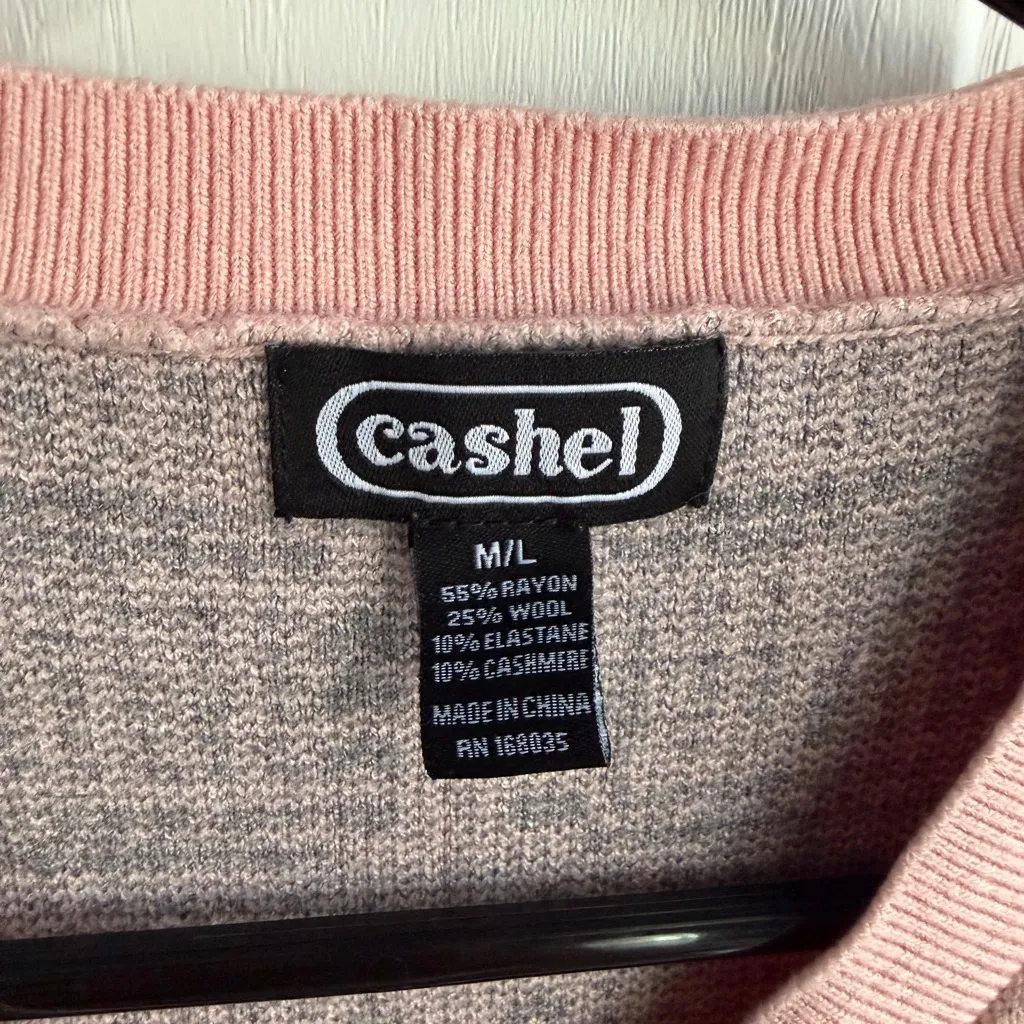 cashel
M/L
55% RAYON
25% WOOL
10% ELASTANE
10% CASHMERE
MADE IN CHINA
RN 168035